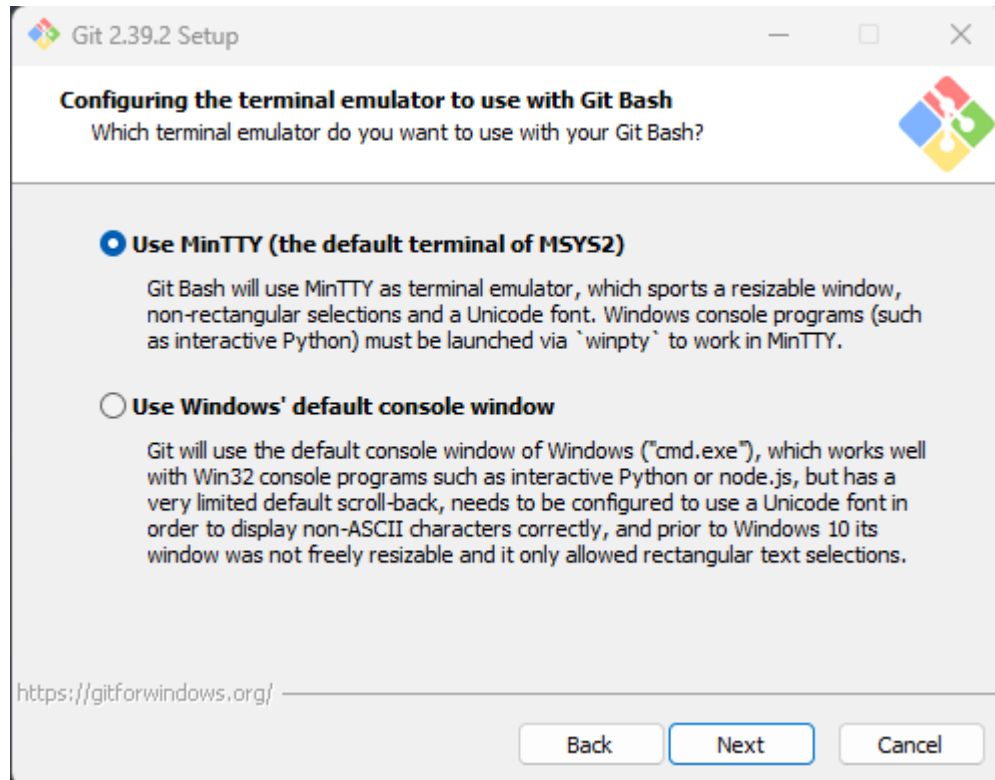 Git 2.39.2 Setup
Configuring the terminal emulator to use with Git Bash
Which terminal emulator do you want to use with your Git Bash?
Use MinTTY (the default terminal of MSYS2)
Git Bash will use MinTTY as terminal emulator, which sports a resizable window,
non-rectangular selections and a Unicode font. Windows console programs (such
as interactive Python) must be launched via `winpty` to work in MinTTY.
Use Windows' default console window
Git will use the default console window of Windows ("cmd.exe"), which works well
with Win32 console programs such as interactive Python or node.js, but has a
very limited default scroll-back, needs to be configured to use a Unicode font in
order to display non-ASCII characters correctly, and prior to Windows 10 its
window was not freely resizable and it only allowed rectangular text selections.
https://gitforwindows.org/
Back Next Cancel